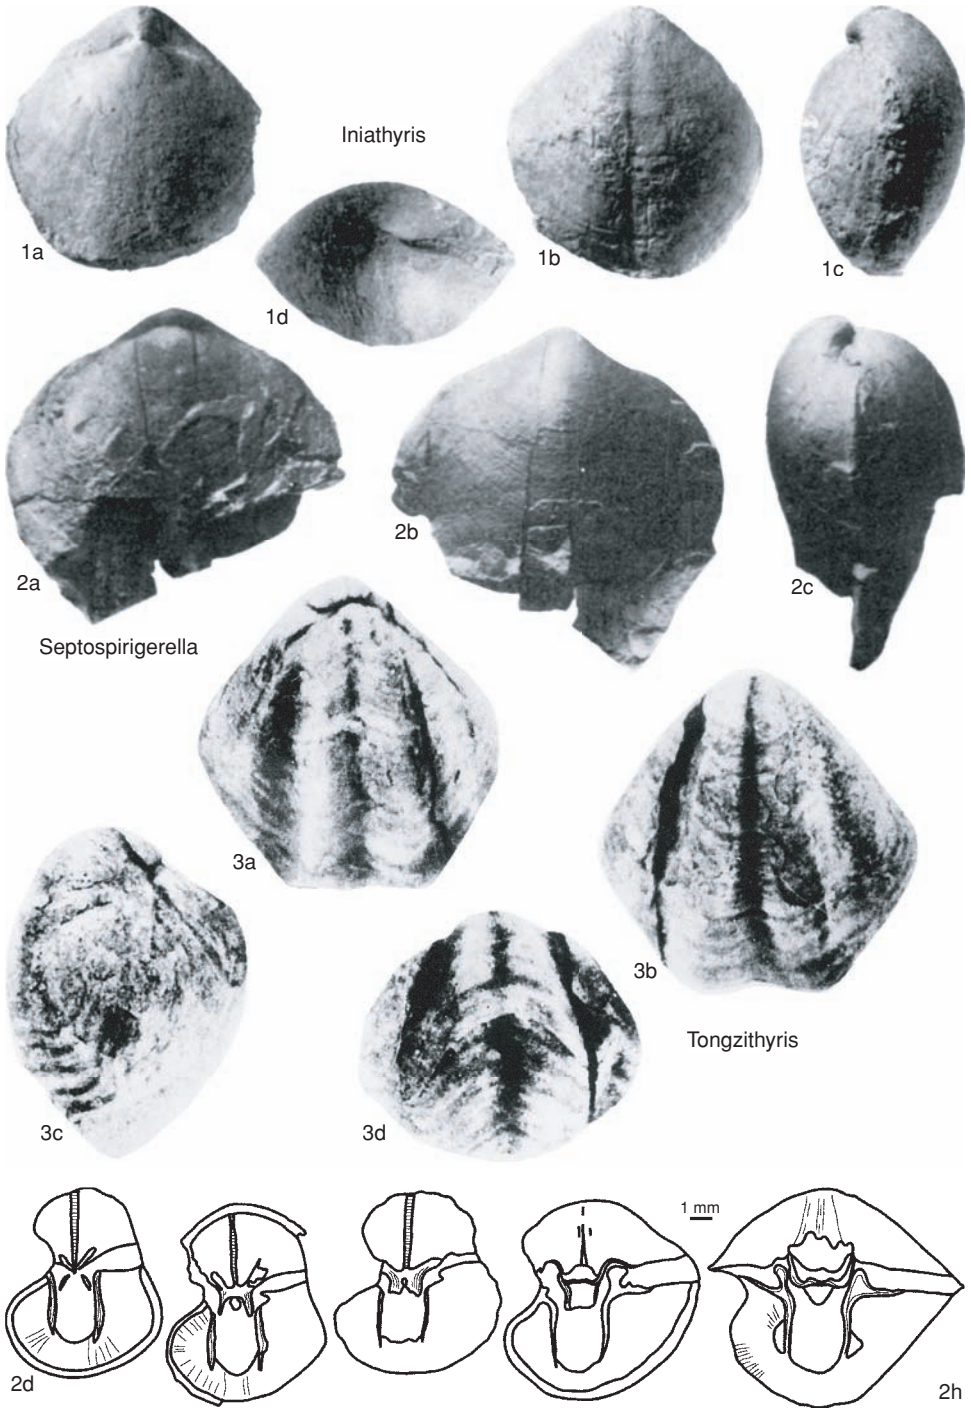 Iniathyris
1a
1d
1b
1c
2a
2b
2c
Septospirigerella
3a
3b
3c
3d
Tongzithyris
1 mm
2d
2h